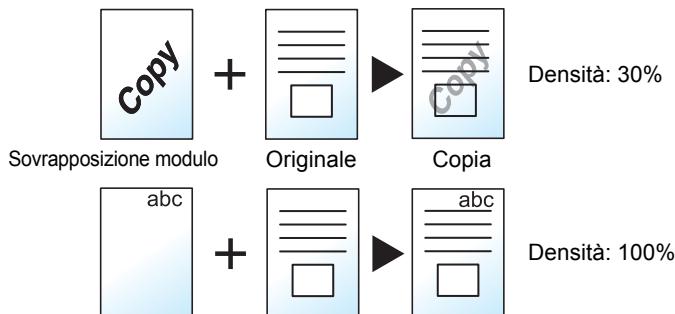 Copy
Copy
Densità: 30%
Sovrapposizione modulo
Originale
Copia
abc
abc
Densità: 100%